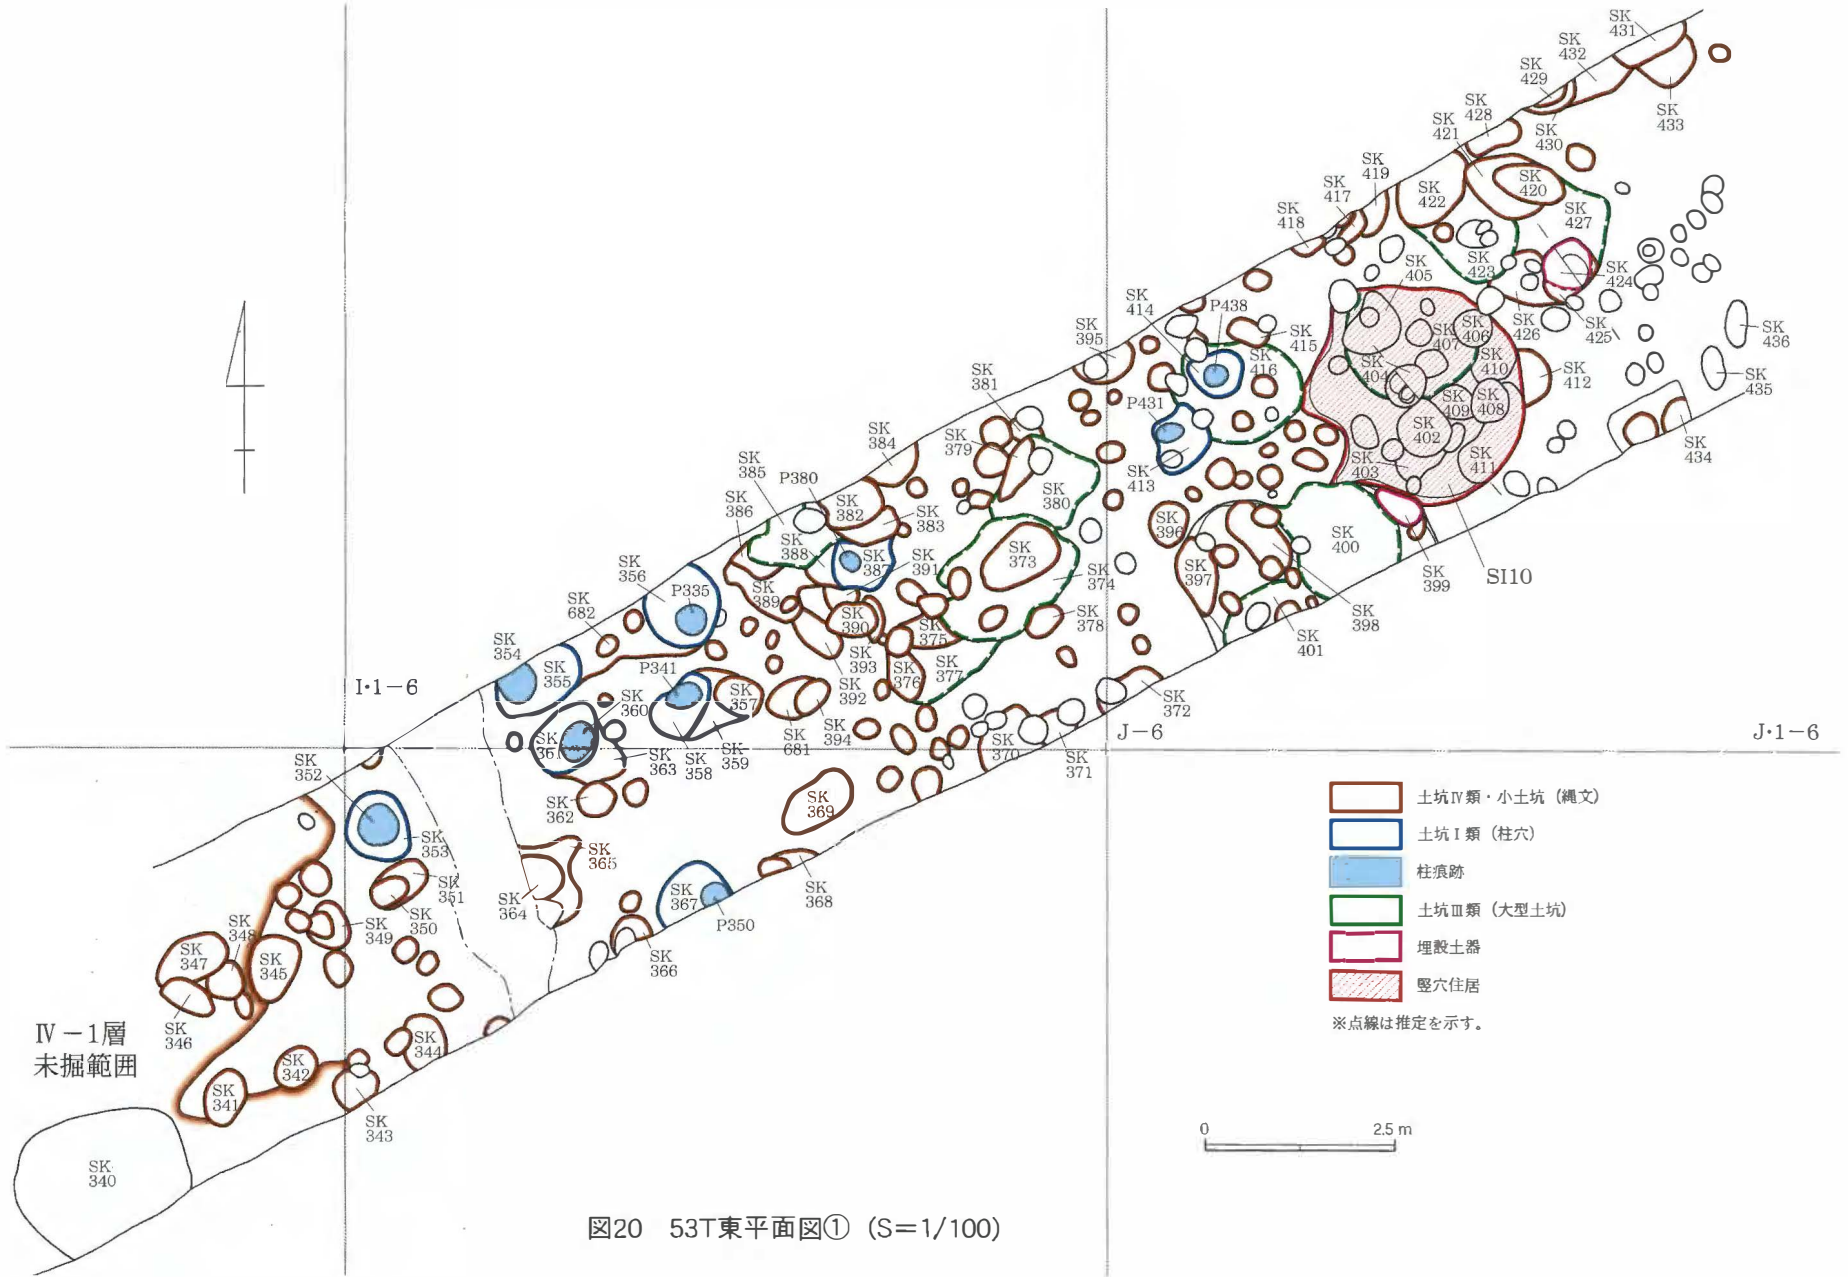 SK
431
SK
432
SK
429
SK
428
SK
421
SK
430
SK
433
SK
419
SK
417
SK
418
SK
422
SK
420
SK
427
SK
423
SK
424
SK
405
SK
426
SK
425
SK
436
SK
435
SK
434
SK
414
P438
SK
415
SK
416
SK
395
SK
406
SK
407
SK
404
SK
410
SK
412
SK
409
SK
408
SK
402
SK
403
SK
411
P431
SK
413
SK
381
SK
379
SK
380
SK
384
SK
385
P380
SK
386
SK
382
SK
383
SK
388
SK
387
SK
391
SK
389
SK
390
SK
373
SK
374
SK
396
SK
397
SK
400
SK
399
SI10
SK
398
SK
401
SK
356
P335
SK
682
SK
354
SK
355
P341
SK
357
SK
360
SK
361
SK
363
SK
358
SK
359
SK
681
SK
394
SK
393
SK
392
SK
375
SK
376
SK
377
SK
378
SK
372
SK
370
SK
371
I・1−6
J−6
J・1−6
SK
352
SK
353
SK
362
SK
369
SK
351
SK
350
SK
349
SK
365
SK
364
SK
367
P350
SK
368
SK
366
SK
348
SK
347
SK
345
SK
346
SK
344
SK
342
SK
341
SK
343
SK
340
Ⅳ−1層
未掘範囲
土坑Ⅳ類・小土坑（縄文）
土坑Ⅰ類（柱穴）
柱痕跡
土坑Ⅲ類（大型土坑）
埋設土器
竪穴住居
※点線は推定を示す。
0 2.5 m
図20 53T東平面図①（S＝1/100）